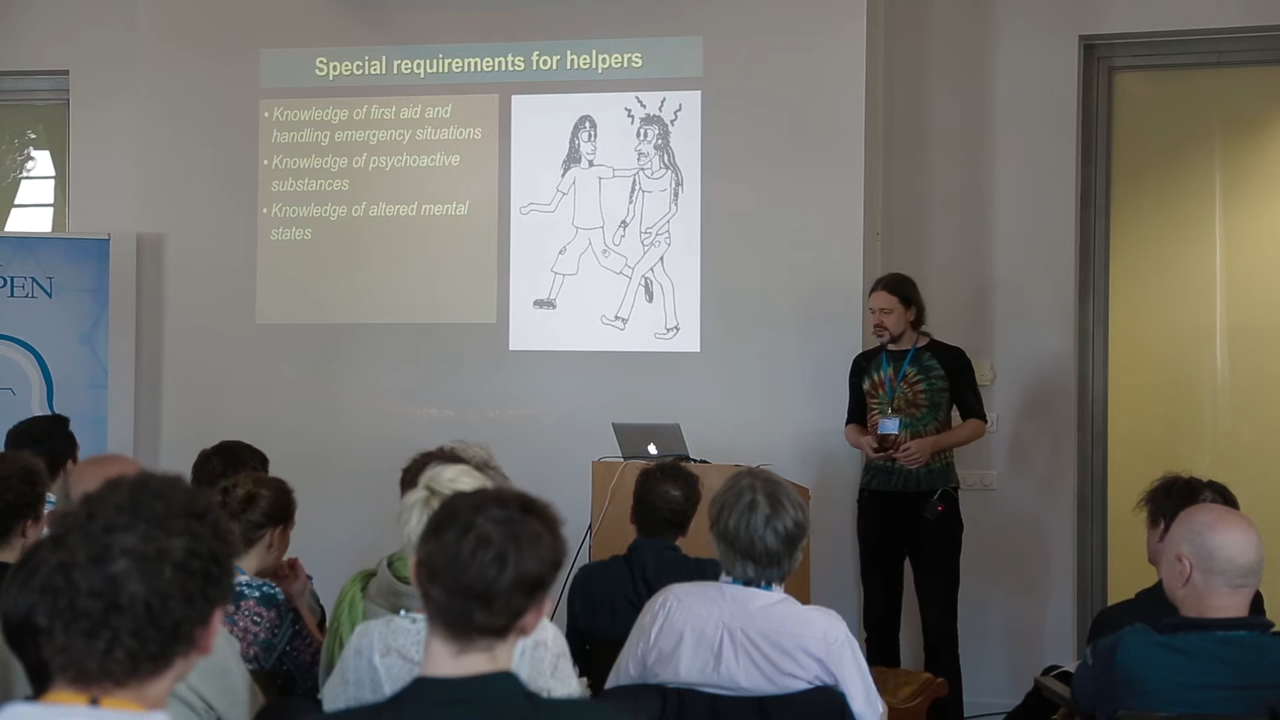 Special requirements for helpers
• Knowledge of first aid and
handling emergency situations
• Knowledge of psychoactive
substances
• Knowledge of altered mental
states
PEN